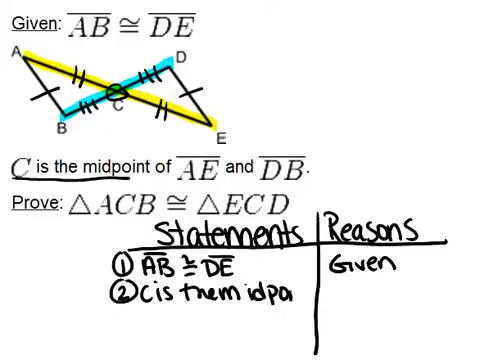 Given: AB ≅ DE
A
D
C
B
E
C is the midpoint of AE and DB.
Prove: △ACB ≅ △ECD
Statements Reasons
① AB ≅ DE Given
② C is the midpoi